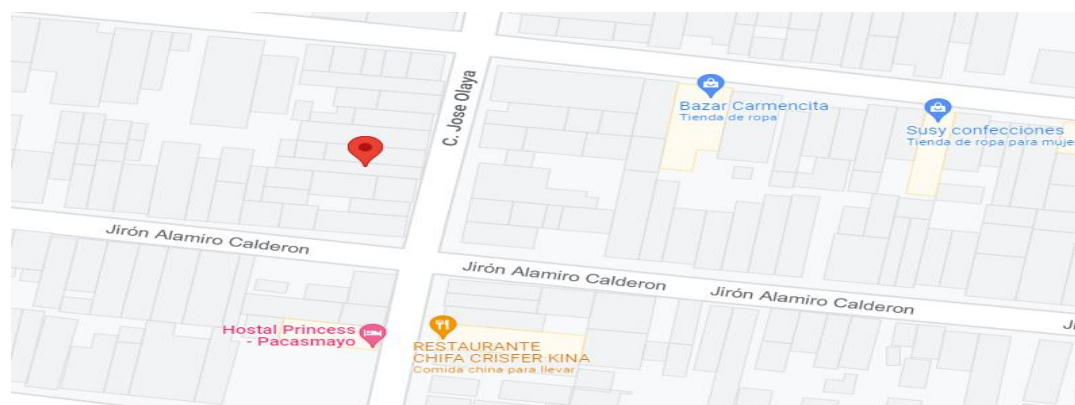 C. Jose Olaya
Bazar Carmencita
Tienda de ropa
Susy confecciones
Tienda de ropa para muje
Jirón Alamiro Calderon
Jirón Alamiro Calderon
Jirón Alamiro Calderon
Ji
Hostal Princess
- Pacasmayo
RESTAURANTE
CHIFA CRISFER KINA
Comida china para llevar